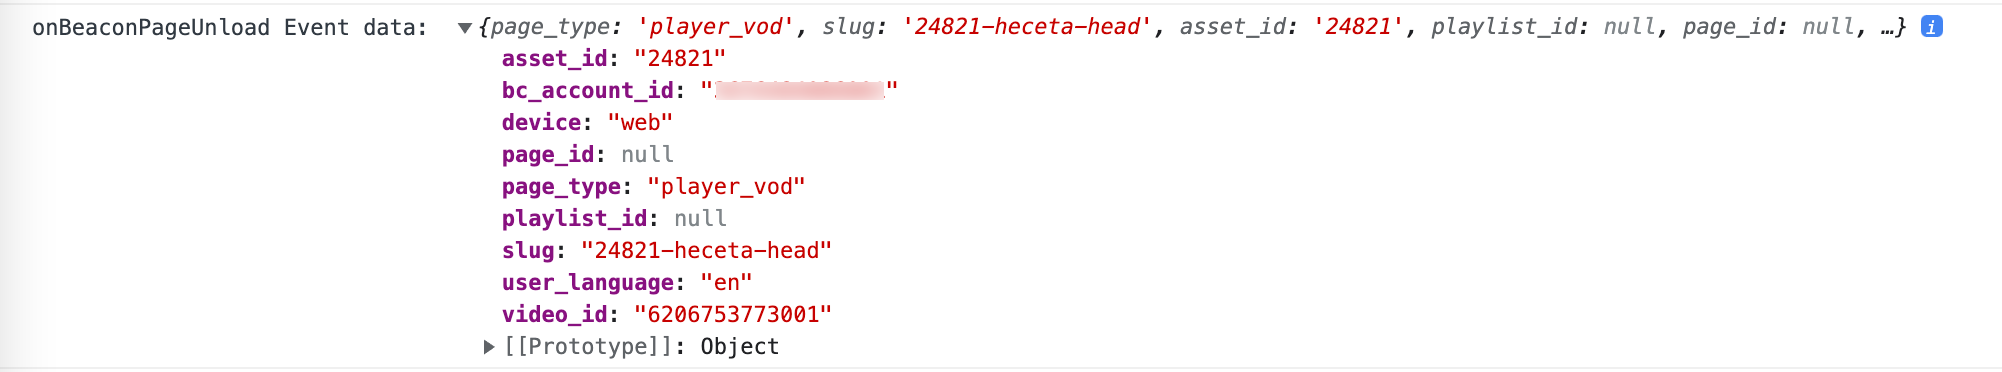 onBeaconPageUnload Event data: ▼{page_type: 'player_vod', slug: '24821-heceta-head', asset_id: '24821', playlist_id: null, page_id: null, …} i
asset_id: "24821"
bc_account_id: ""
device: "web"
page_id: null
page_type: "player_vod"
playlist_id: null
slug: "24821-heceta-head"
user_language: "en"
video_id: "6206753773001"
▶[[Prototype]]: Object